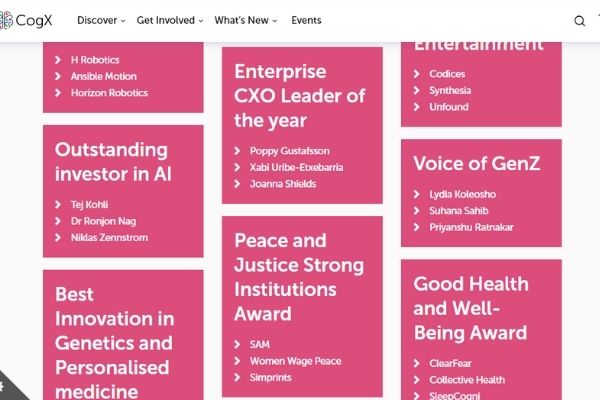 CogX
Discover
Get Involved
What's New
Events
H Robotics
Ansible Motion
Horizon Robotics
Outstanding
investor in AI
Tej Kohli
Dr Ronjon Nag
Niklas Zennstrom
Best
Innovation in
Genetics and
Personalised
medicine
Enterprise
CXO Leader of
the year
Poppy Gustafsson
Xabi Uribe-Etxebarria
Joanna Shields
Peace and
Justice Strong
Institutions
Award
SAM
Women Wage Peace
Simprints
Entertainment
Codices
Synthesia
Unfound
Voice of GenZ
Lydia Koleosho
Suhana Sahib
Priyanshu Ratnakar
Good Health
and Well-
Being Award
ClearFear
Collective Health
SleepCogni